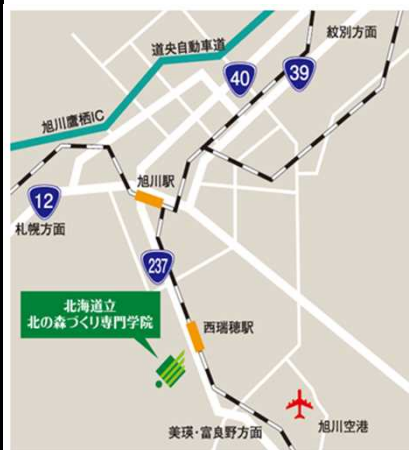 紋別方面
道央自動車道
40
39
旭川鷹栖IC
旭川駅
12
札幌方面
237
北海道立
北の森づくり専門学院
西瑞穂駅
旭川空港
美瑛・富良野方面